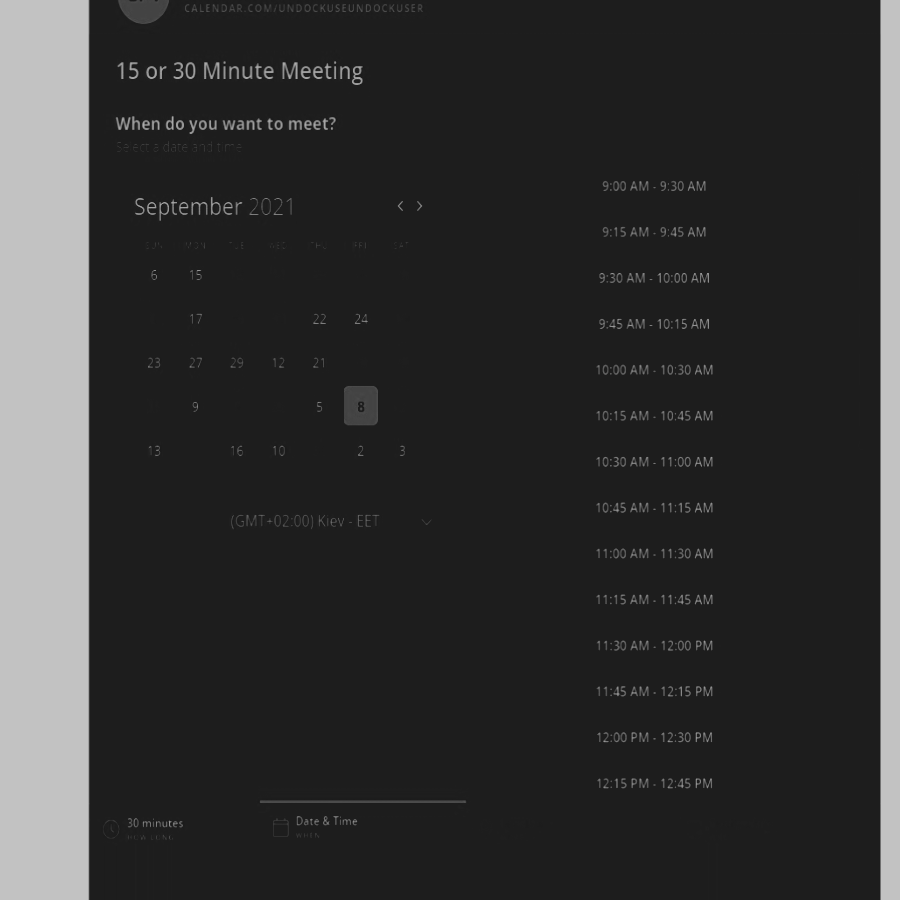 CALENDAR.COM/UNDOCKUSEUNDOCKUSER
15 or 30 Minute Meeting
When do you want to meet?
Select a date and time
September 2021
SUN MON TUE WED THU FRI SAT
6 15
17 22 24
23 27 29 12 21
9 5 8
13 16 10 2 3
(GMT+02:00) Kiev - EET
9:00 AM - 9:30 AM
9:15 AM - 9:45 AM
9:30 AM - 10:00 AM
9:45 AM - 10:15 AM
10:00 AM - 10:30 AM
10:15 AM - 10:45 AM
10:30 AM - 11:00 AM
10:45 AM - 11:15 AM
11:00 AM - 11:30 AM
11:15 AM - 11:45 AM
11:30 AM - 12:00 PM
11:45 AM - 12:15 PM
12:00 PM - 12:30 PM
12:15 PM - 12:45 PM
30 minutes
HOW LONG
Date & Time
WHEN